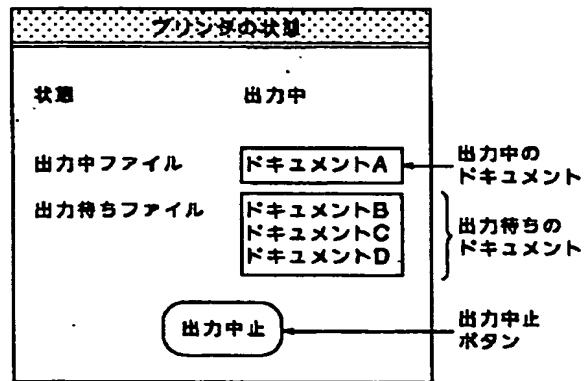 プリンタの状態
状態 出力中
出力中ファイル ドキュメントA
出力中の
ドキュメント
出力待ちファイル ドキュメントB
ドキュメントC
ドキュメントD
出力待ちの
ドキュメント
出力中止
出力中止
ボタン